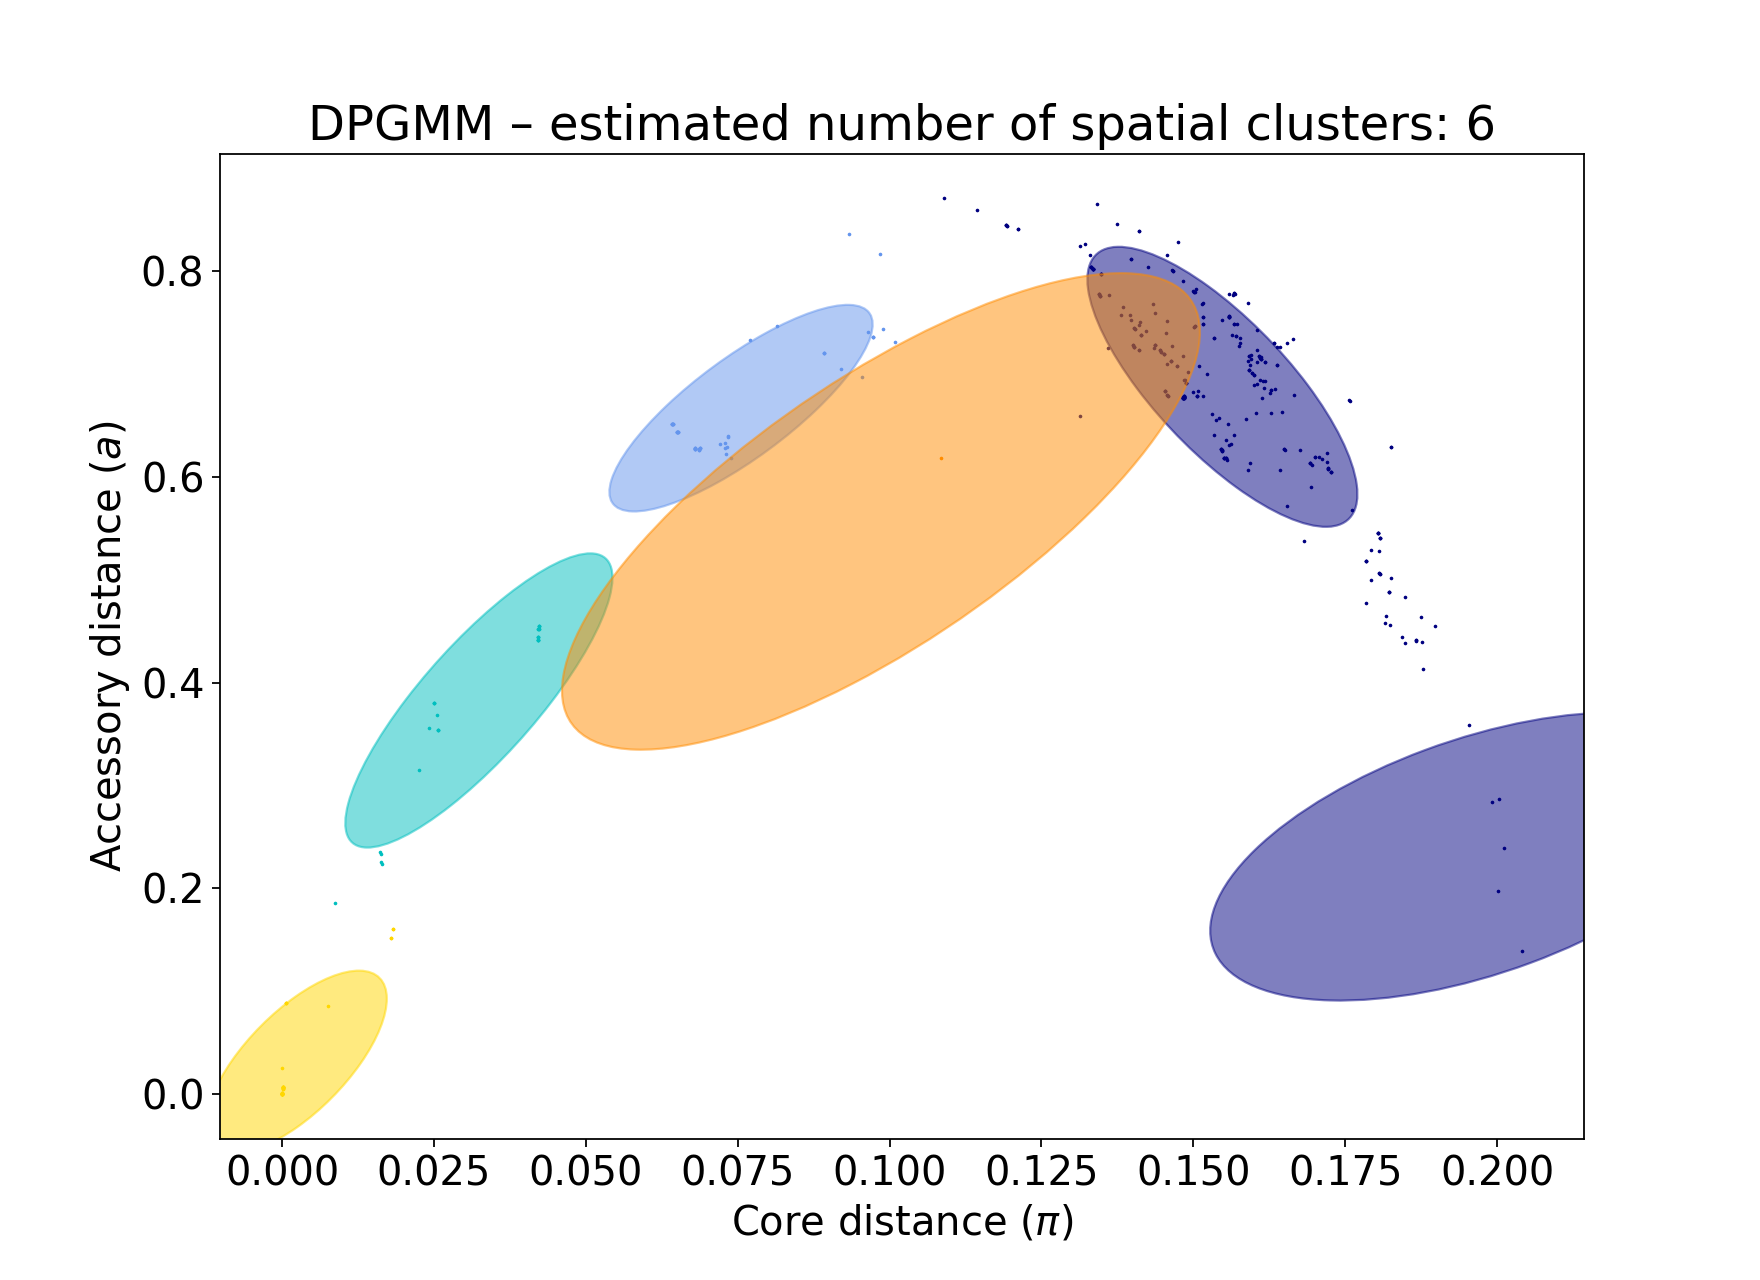 DPGMM – estimated number of spatial clusters: 6
Accessory distance (a)
0.8
0.6
0.4
0.2
0.0
0.000 0.025 0.050 0.075 0.100 0.125 0.150 0.175 0.200
Core distance (π)